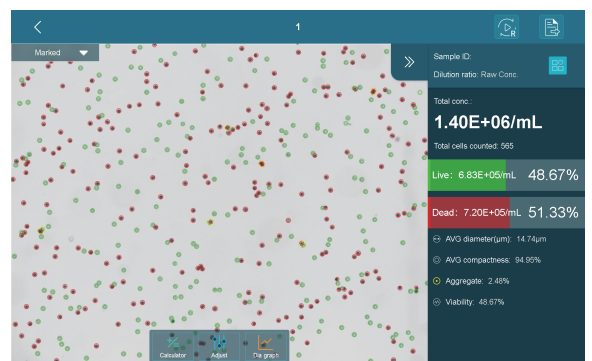 1
R
Marked
Sample ID:
Dilution ratio: Raw Conc.
Total conc.:
1.40E+06/mL
Total cells counted: 565
Live: 6.83E+05/mL 48.67%
Dead: 7.20E+05/mL 51.33%
AVG diameter(μm): 14.74μm
AVG compactness: 94.95%
Aggregate: 2.48%
Viability: 48.67%
Calculator Adjust Dia graph